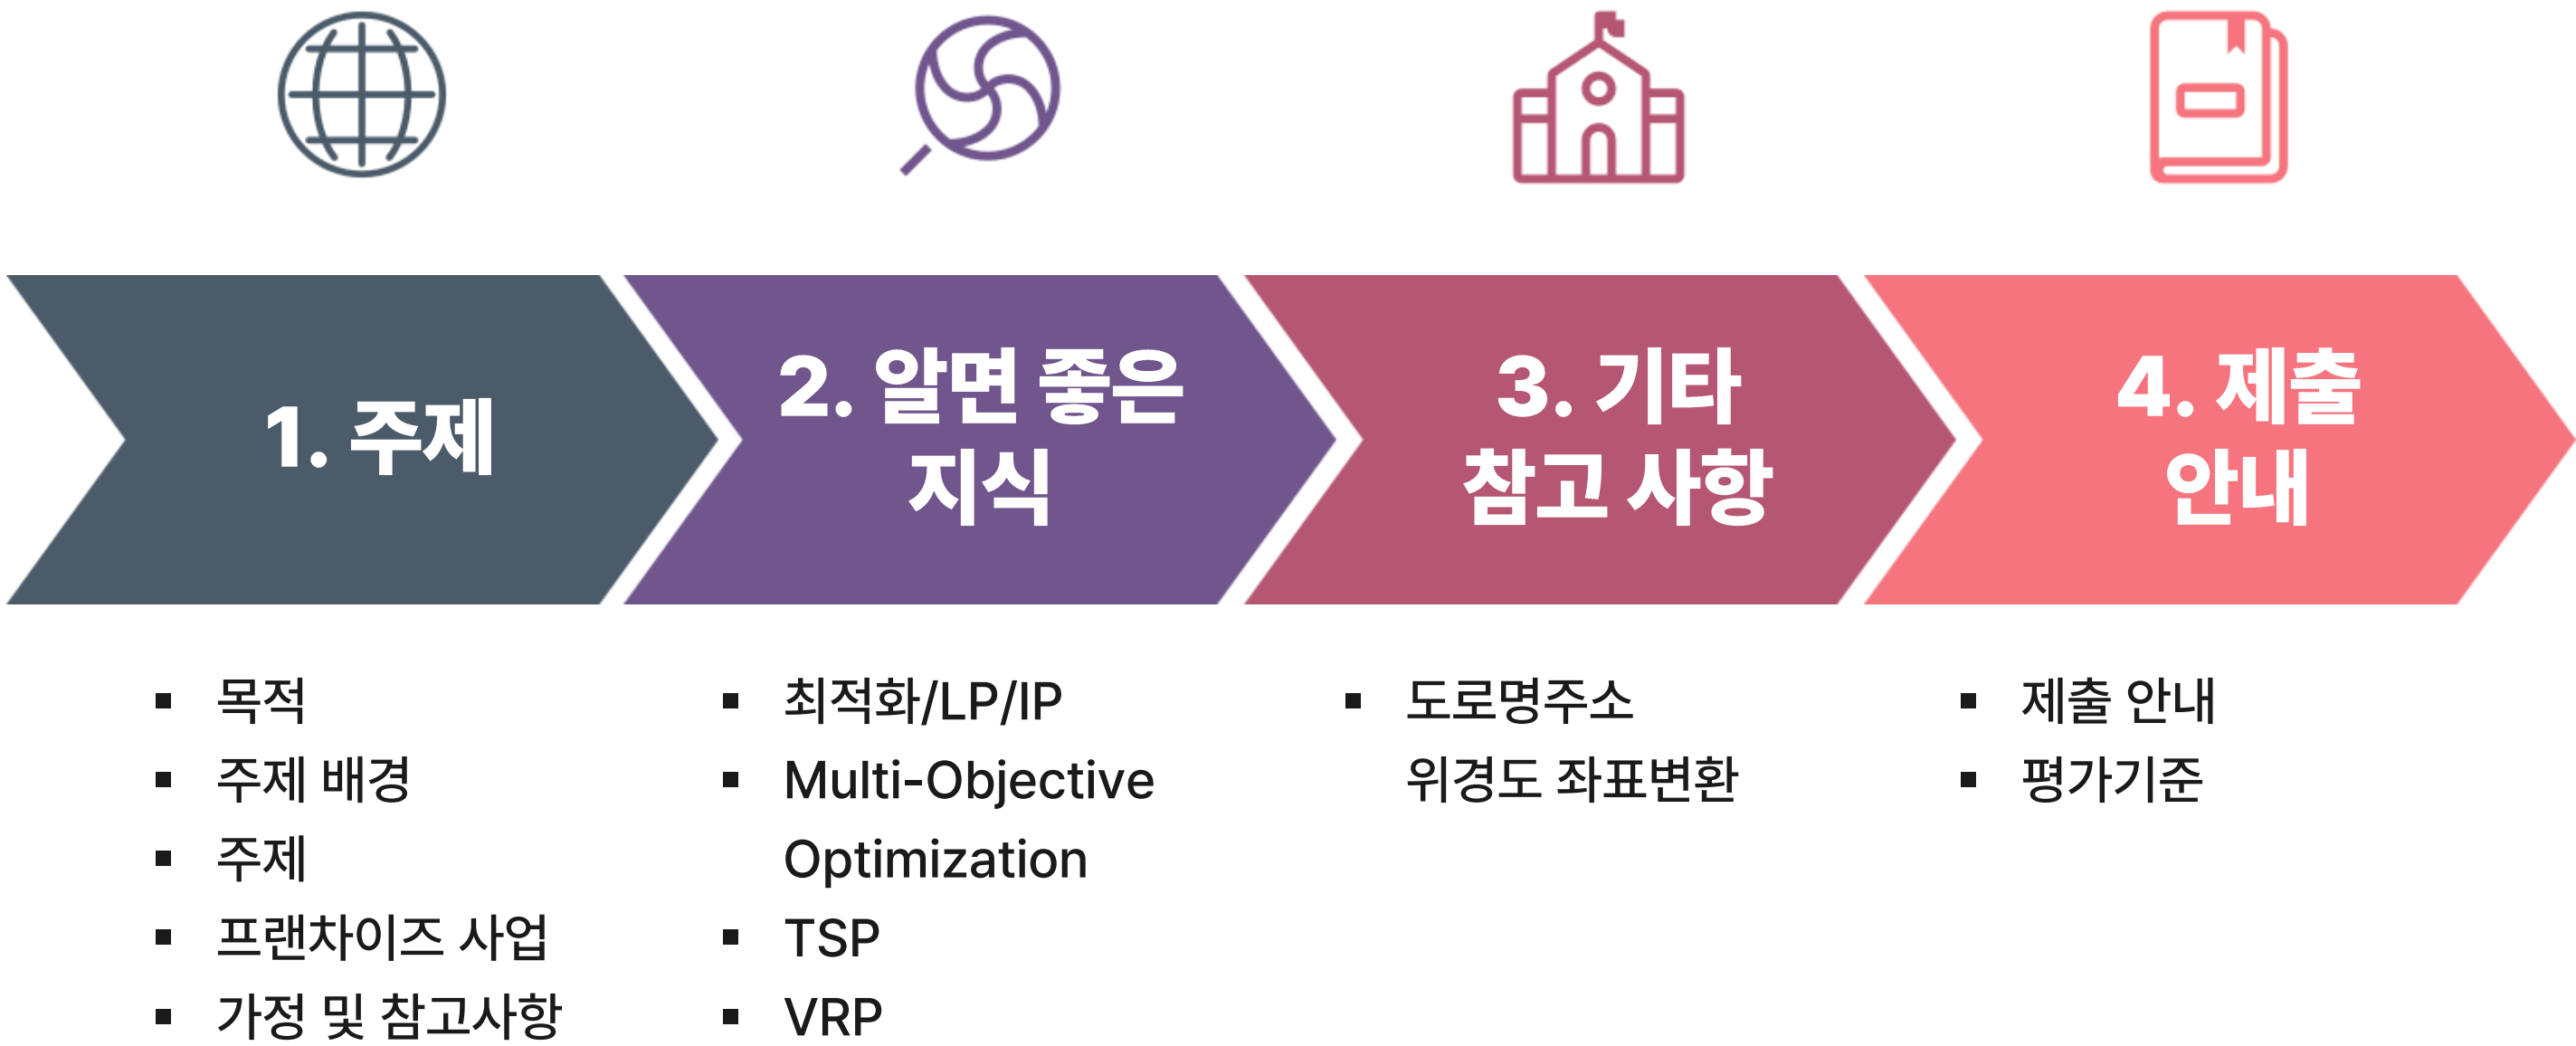 1. 주제
2. 알면 좋은
지식
3. 기타
참고 사항
4. 제출
안내
▪ 목적
▪ 주제 배경
▪ 주제
▪ 프랜차이즈 사업
▪ 가정 및 참고사항
▪ 최적화/LP/IP
▪ Multi-Objective
Optimization
▪ TSP
▪ VRP
▪ 도로명주소
위경도 좌표변환
▪ 제출 안내
▪ 평가기준